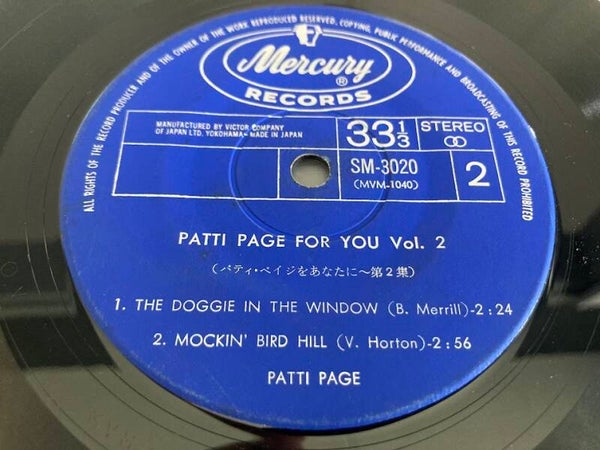 ALL RIGHTS OF THE RECORD PRODUCER AND OF THE OWNER OF THE WORK REPRODUCED RESERVED. COPYING, PUBLIC PERFORMANCE AND BROADCASTING OF THIS RECORD PROHIBITED
Mercury ®
RECORDS
MANUFACTURED BY VICTOR COMPANY
OF JAPAN LTD. YOKOHAMA-MADE IN JAPAN
33 1/3
STEREO
SM-3020
(MVM-1040)
2
PATTI PAGE FOR YOU Vol. 2
(パティ・ペイジをあなたに〜第2集)
1. THE DOGGIE IN THE WINDOW (B. Merrill)-2:24
2. MOCKIN' BIRD HILL (V. Horton)-2:56
PATTI PAGE